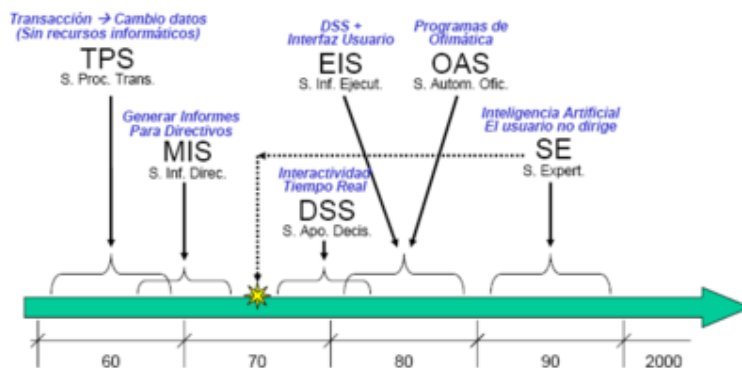 Transacción → Cambio datos
(Sin recursos informáticos)
TPS
S. Proc. Trans.
Generar Informes
Para Directivos
MIS
S. Inf. Direc.
DSS +
Interfaz Usuario
EIS
S. Inf. Ejecut.
Programas de
Ofimática
OAS
S. Autom. Ofic.
Interactividad
Tiempo Real
DSS
S. Apo. Decis.
Inteligencia Artificial
El usuario no dirige
SE
S. Expert.
60
70
80
90
2000